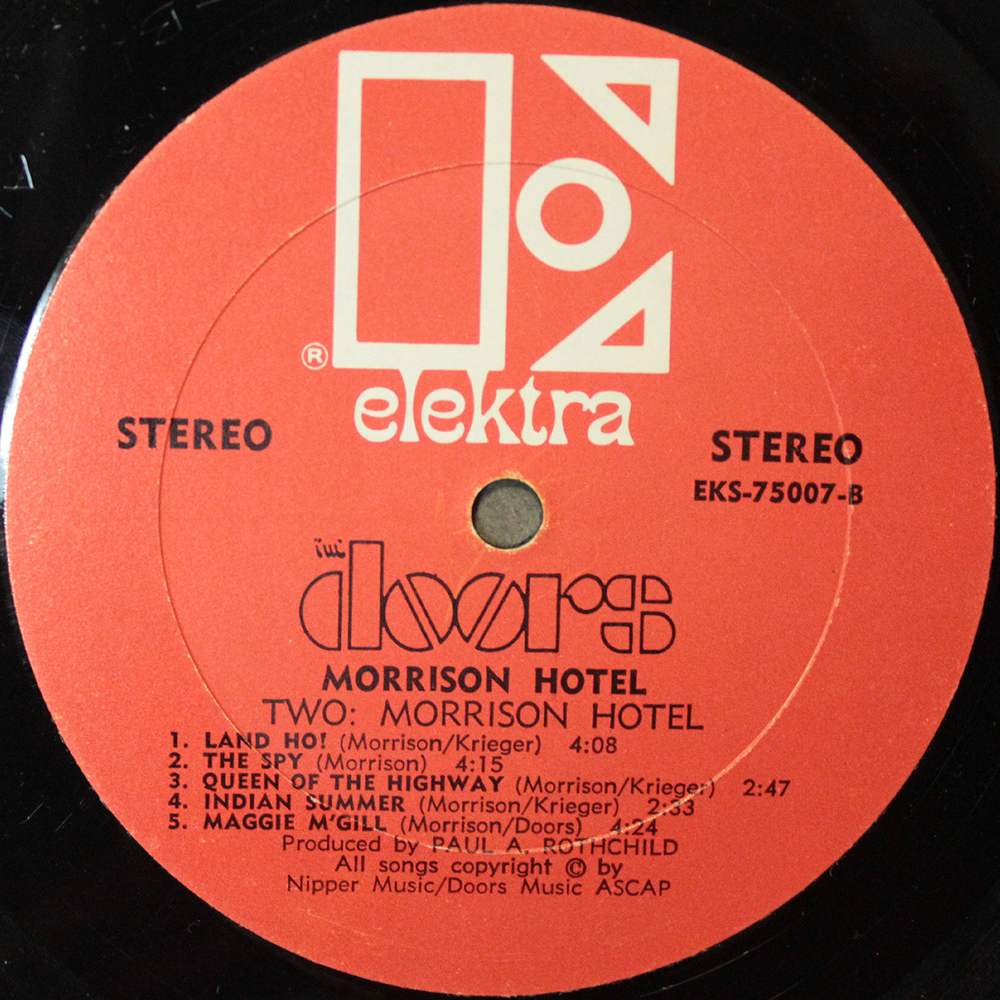 ®
elektra
STEREO
STEREO
EKS-75007-B
THE
doors
MORRISON HOTEL
TWO: MORRISON HOTEL
1. LAND HO! (Morrison/Krieger) 4:08
2. THE SPY (Morrison) 4:15
3. QUEEN OF THE HIGHWAY (Morrison/Krieger) 2:47
4. INDIAN SUMMER (Morrison/Krieger) 2:33
5. MAGGIE M'GILL (Morrison/Doors) 4:24
Produced by PAUL A. ROTHCHILD
All songs copyright © by
Nipper Music/Doors Music ASCAP